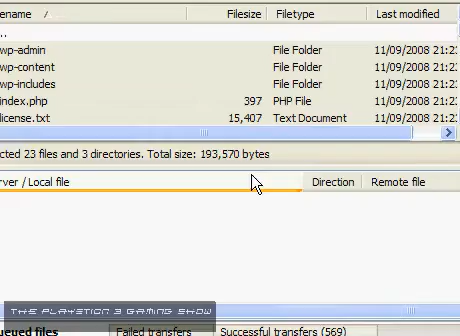 ename / Filesize Filetype Last modified
..
wp-admin File Folder 11/09/2008 21:2
wp-content File Folder 11/09/2008 21:2
wp-includes File Folder 11/09/2008 21:2
index.php 397 PHP File 11/09/2008 21:2
license.txt 15,407 Text Document 11/09/2008 21:2
cted 23 files and 3 directories. Total size: 193,570 bytes
rver / Local file Direction Remote file
THE PLAYSTION 3 GAMING SHOW
ueued files Failed transfers Successful transfers (569)